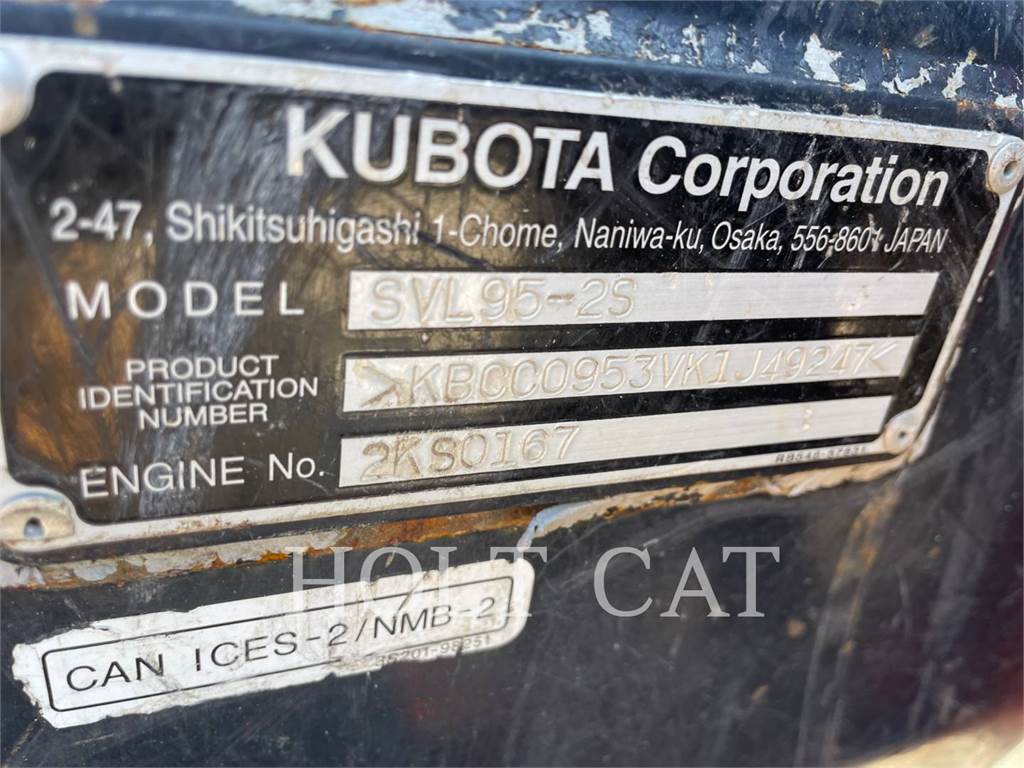 KUBOTA Corporation
2-47, Shikitsuhigashi 1-Chome, Naniwa-ku, Osaka, 556-8601 JAPAN
MODEL SVL95-2S
PRODUCT
IDENTIFICATION
NUMBER
>KBCC0953VK1J49247<
ENGINE No. 2KS0167
HOLT CAT
CAN ICES-2/NMB-2